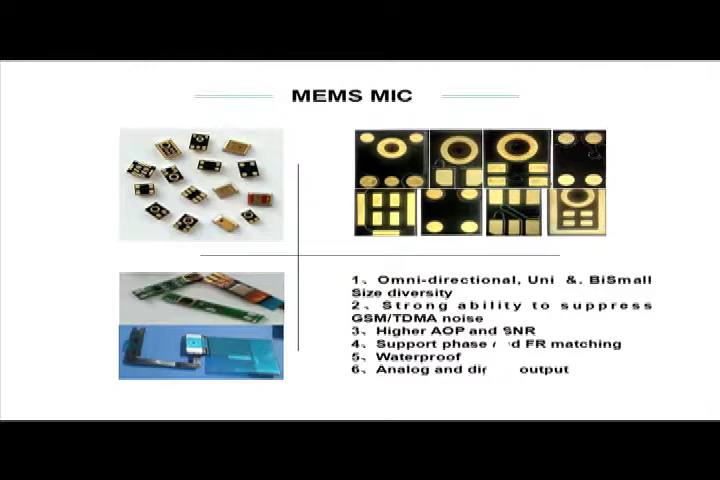 MEMS MIC
1、Omni-directional, Uni &. BiSmall
Size diversity
2、Strong ability to suppress
GSM/TDMA noise
3、Higher AOP and SNR
4、Support phase FR matching
5、Waterproof
6、Analog and output